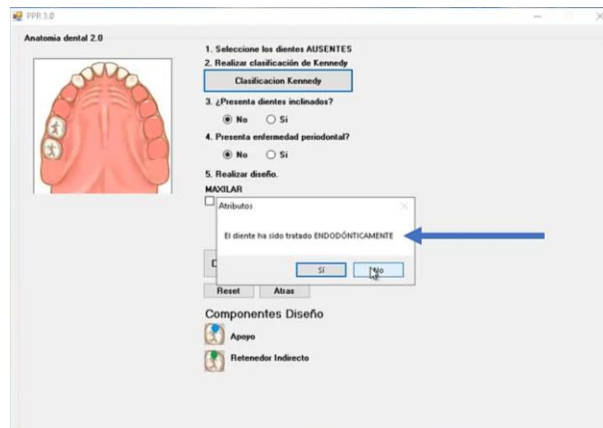 PPR 3.0
Anatomia dental 2.0
1. Seleccione los dientes AUSENTES
2. Realizar clasificación de Kennedy
Clasificacion Kennedy
3. ¿Presenta dientes inclinados?
No Si
4. Presenta enfermedad periodontal?
No Si
5. Realizar diseño.
MAXILAR
Atributos
El diente ha sido tratado ENDODÓNTICAMENTE
Sí No
Reset Atras
Componentes Diseño
Apoyo
Retenedor Indirecto